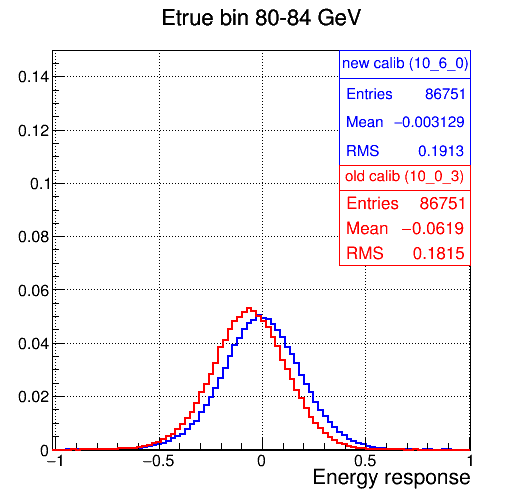 Etrue bin 80-84 GeV
new calib (10_6_0)
Entries 86751
Mean −0.003129
RMS 0.1913
old calib (10_0_3)
Entries 86751
Mean −0.0619
RMS 0.1815
0.14
0.12
0.1
0.08
0.06
0.04
0.02
0
−1 −0.5 0 0.5 1
Energy response